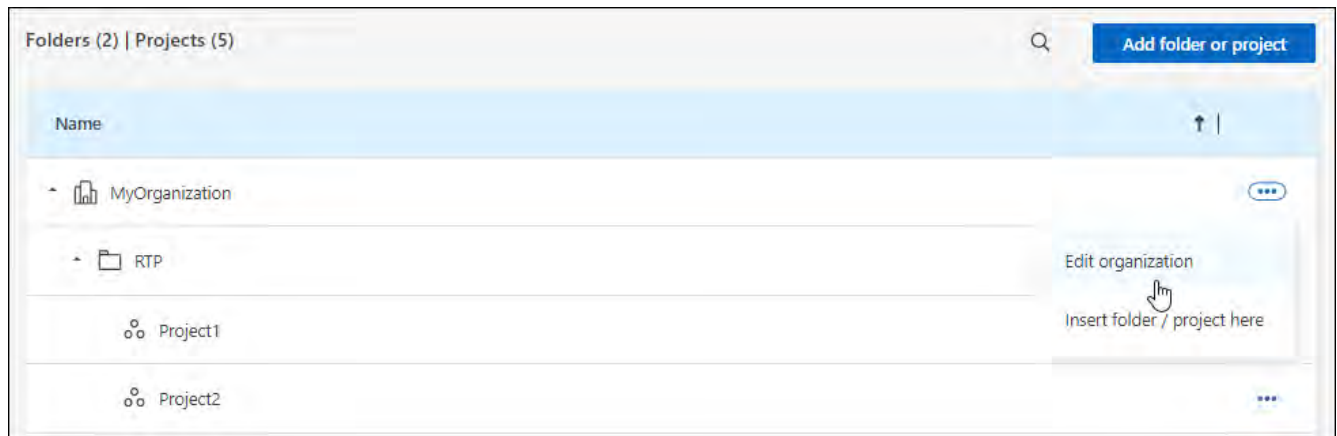 Folders (2) | Projects (5)
Add folder or project
Name
MyOrganization
RTP
Edit organization
Project1
Insert folder / project here
Project2